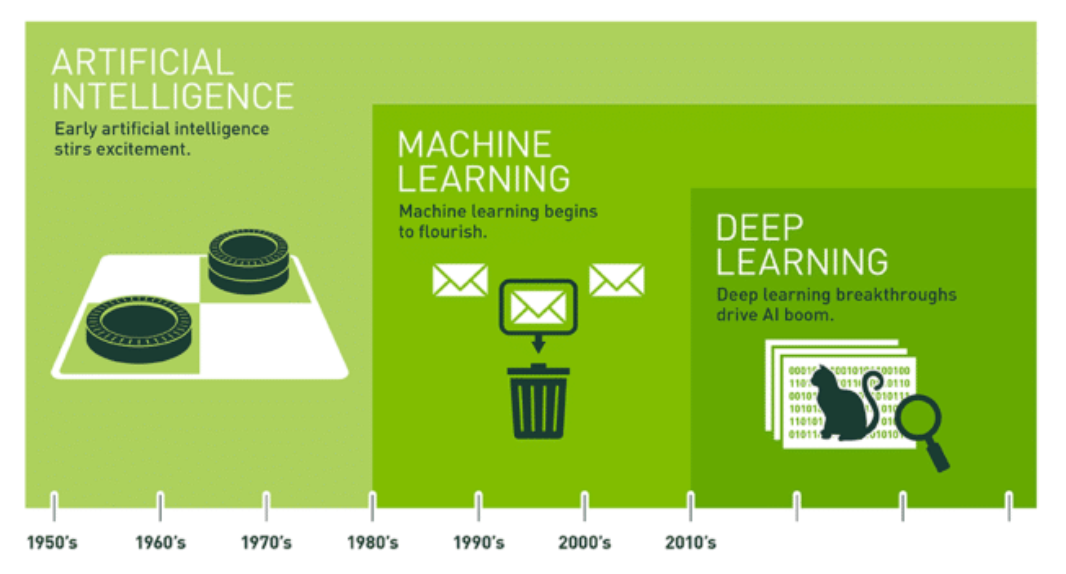 ARTIFICIAL
INTELLIGENCE
Early artificial intelligence
stirs excitement.
MACHINE
LEARNING
Machine learning begins
to flourish.
DEEP
LEARNING
Deep learning breakthroughs
drive AI boom.
1950's
1960's
1970's
1980's
1990's
2000's
2010's